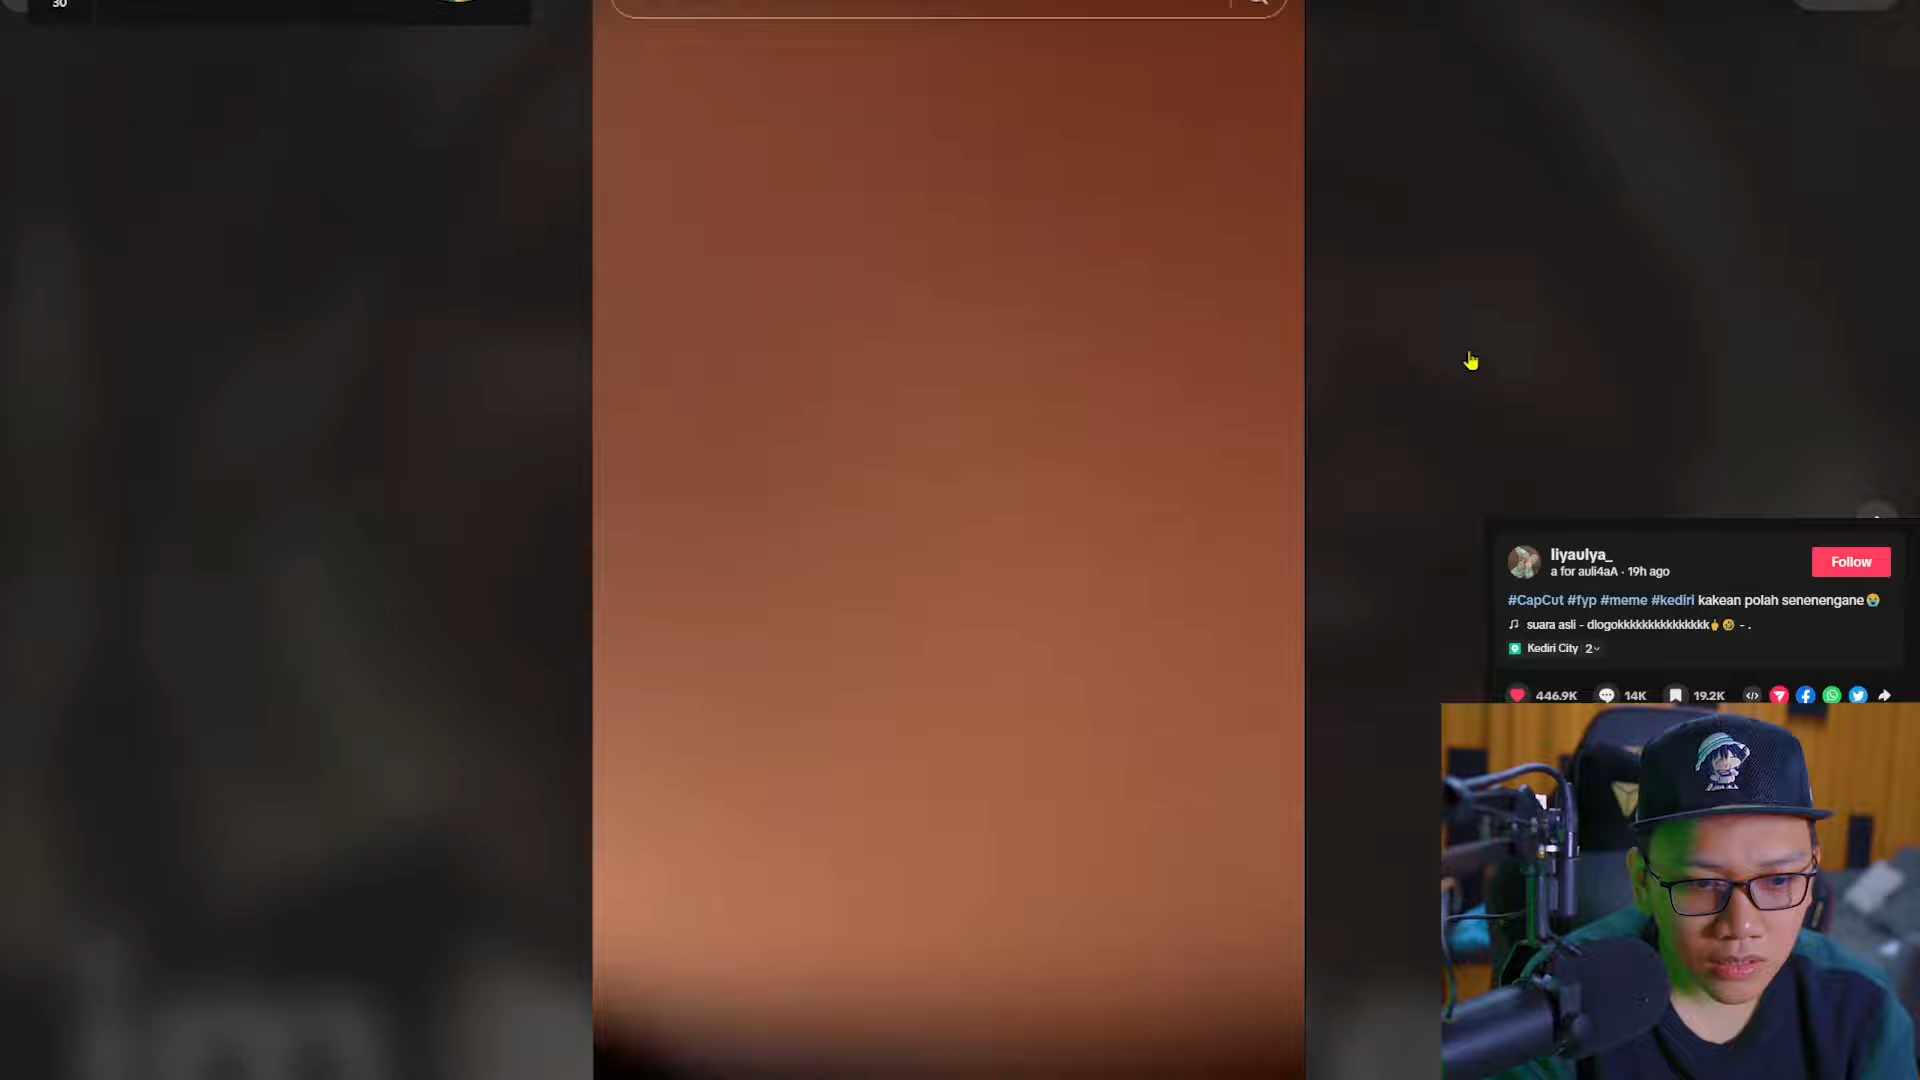 30
liyaulya_
a for auli4aA · 19h ago
Follow
#CapCut #fyp #meme #kediri kakean polah senenengane😭
suara asli - dlogokkkkkkkkkkkkkkk🖕🤣 - .
Kediri City 2
446.9K 14K 19.2K